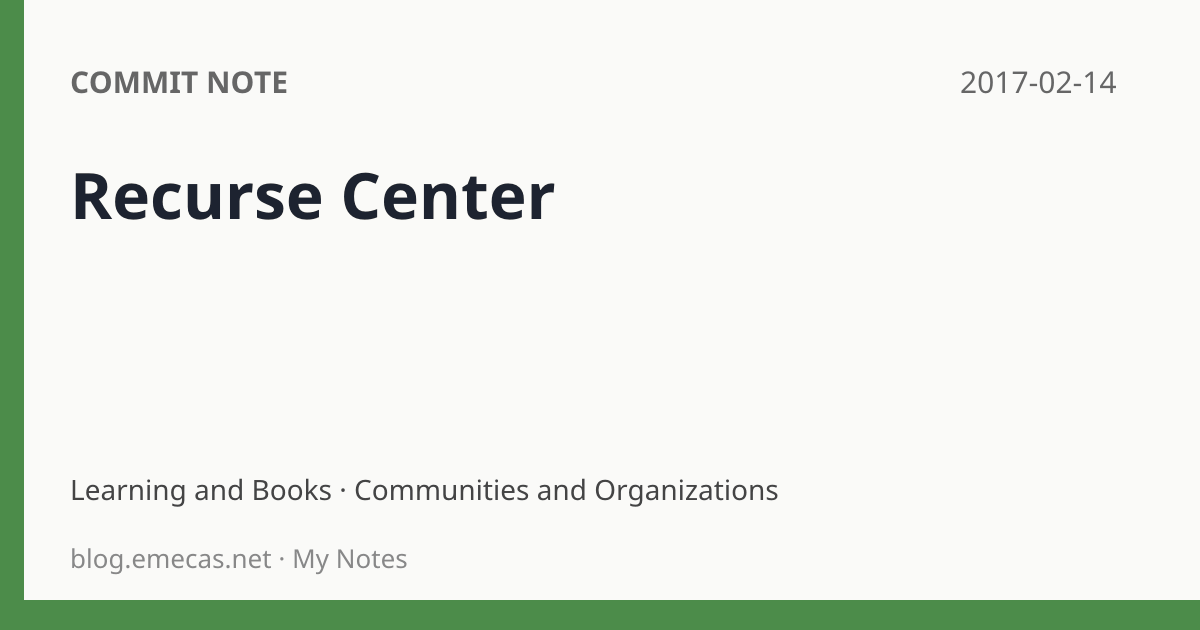 COMMIT NOTE
2017-02-14
Recurse Center
Learning and Books · Communities and Organizations
blog.emecas.net · My Notes